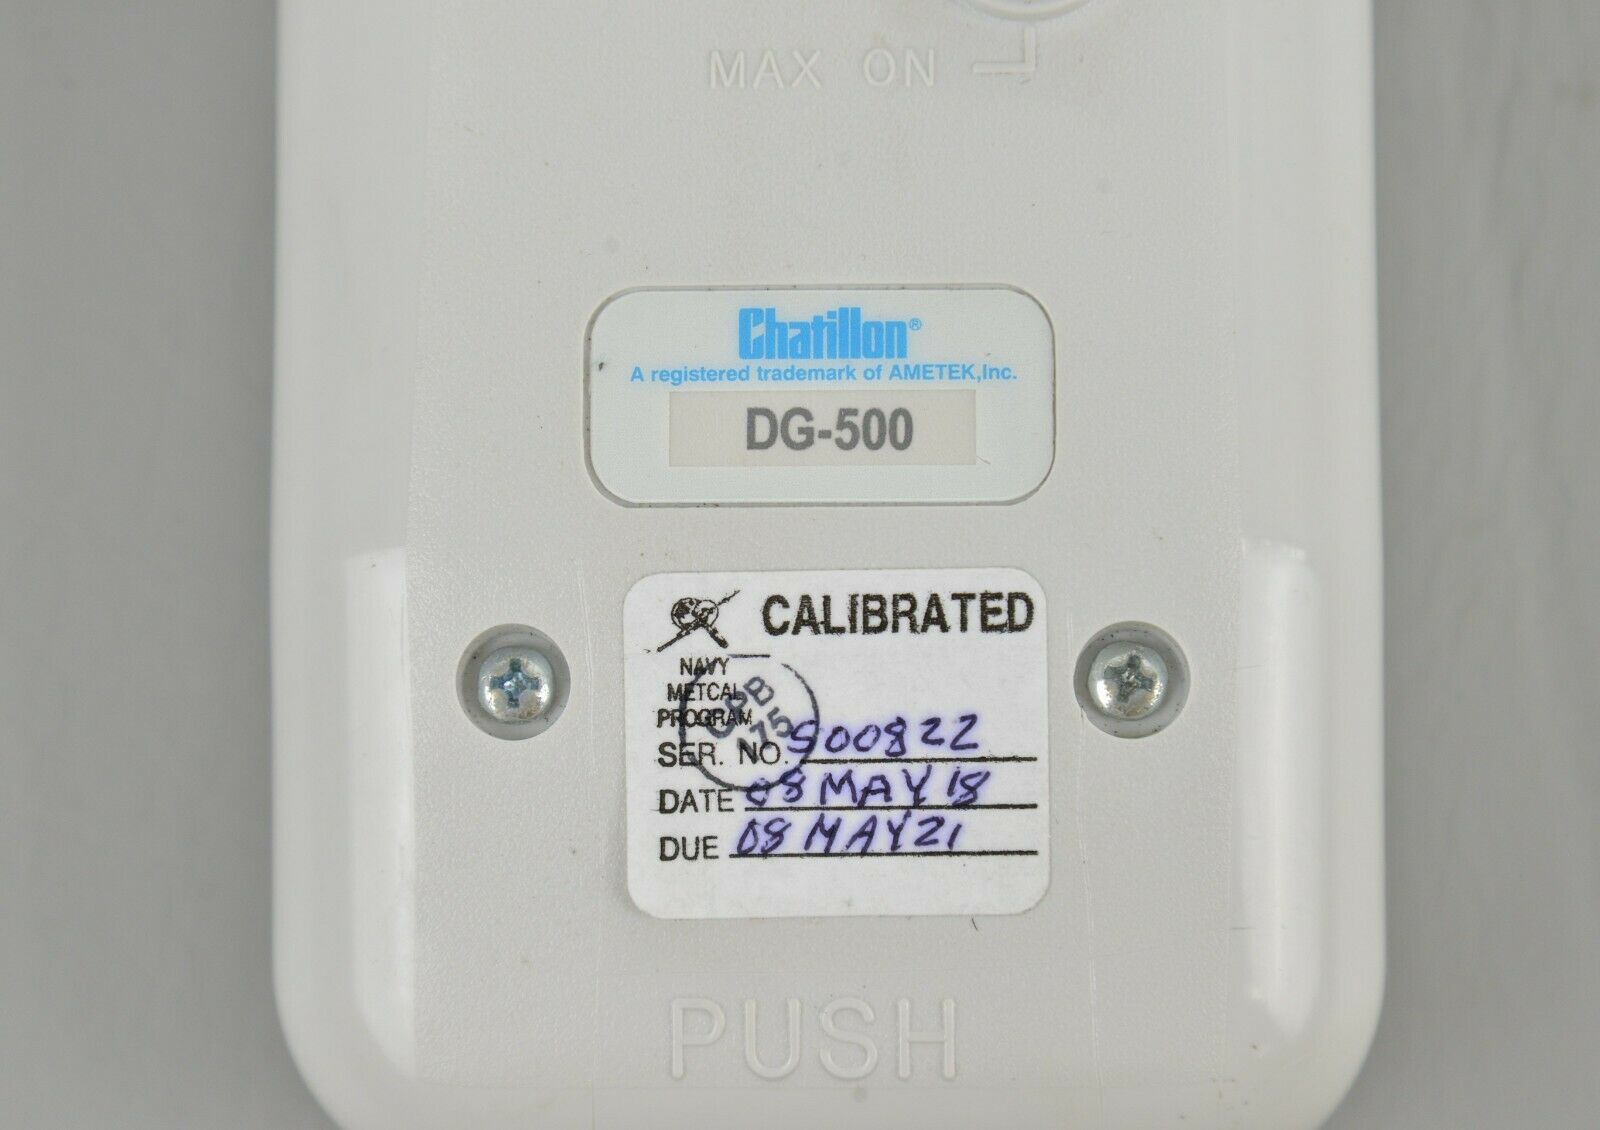 MAX ON
Chatillon®
A registered trademark of AMETEK,Inc.
DG-500
CALIBRATED
NAVY
METCAL
PROGRAM
SER. NO. S00822
DATE 08 MAY 18
DUE 08 MAY 21
PUSH